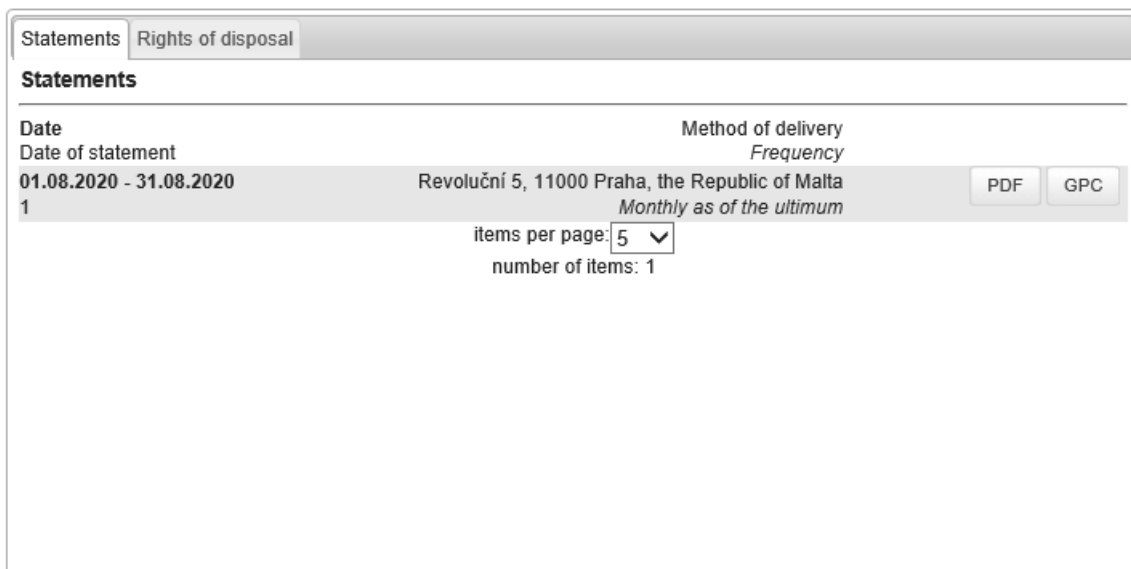 Statements Rights of disposal
Statements
Date Method of delivery
Date of statement Frequency
01.08.2020 - 31.08.2020 Revoluční 5, 11000 Praha, the Republic of Malta PDF GPC
1 Monthly as of the ultimum
items per page: 5
number of items: 1